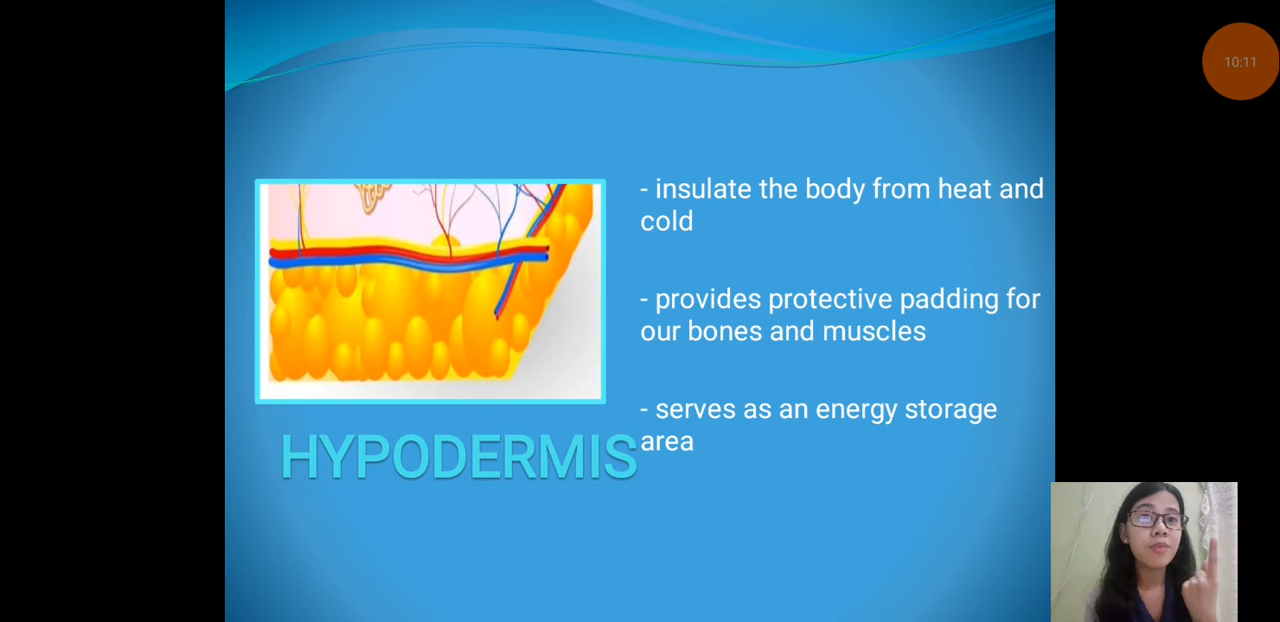 10:11
- insulate the body from heat and
cold
- provides protective padding for
our bones and muscles
- serves as an energy storage
area
HYPODERMIS